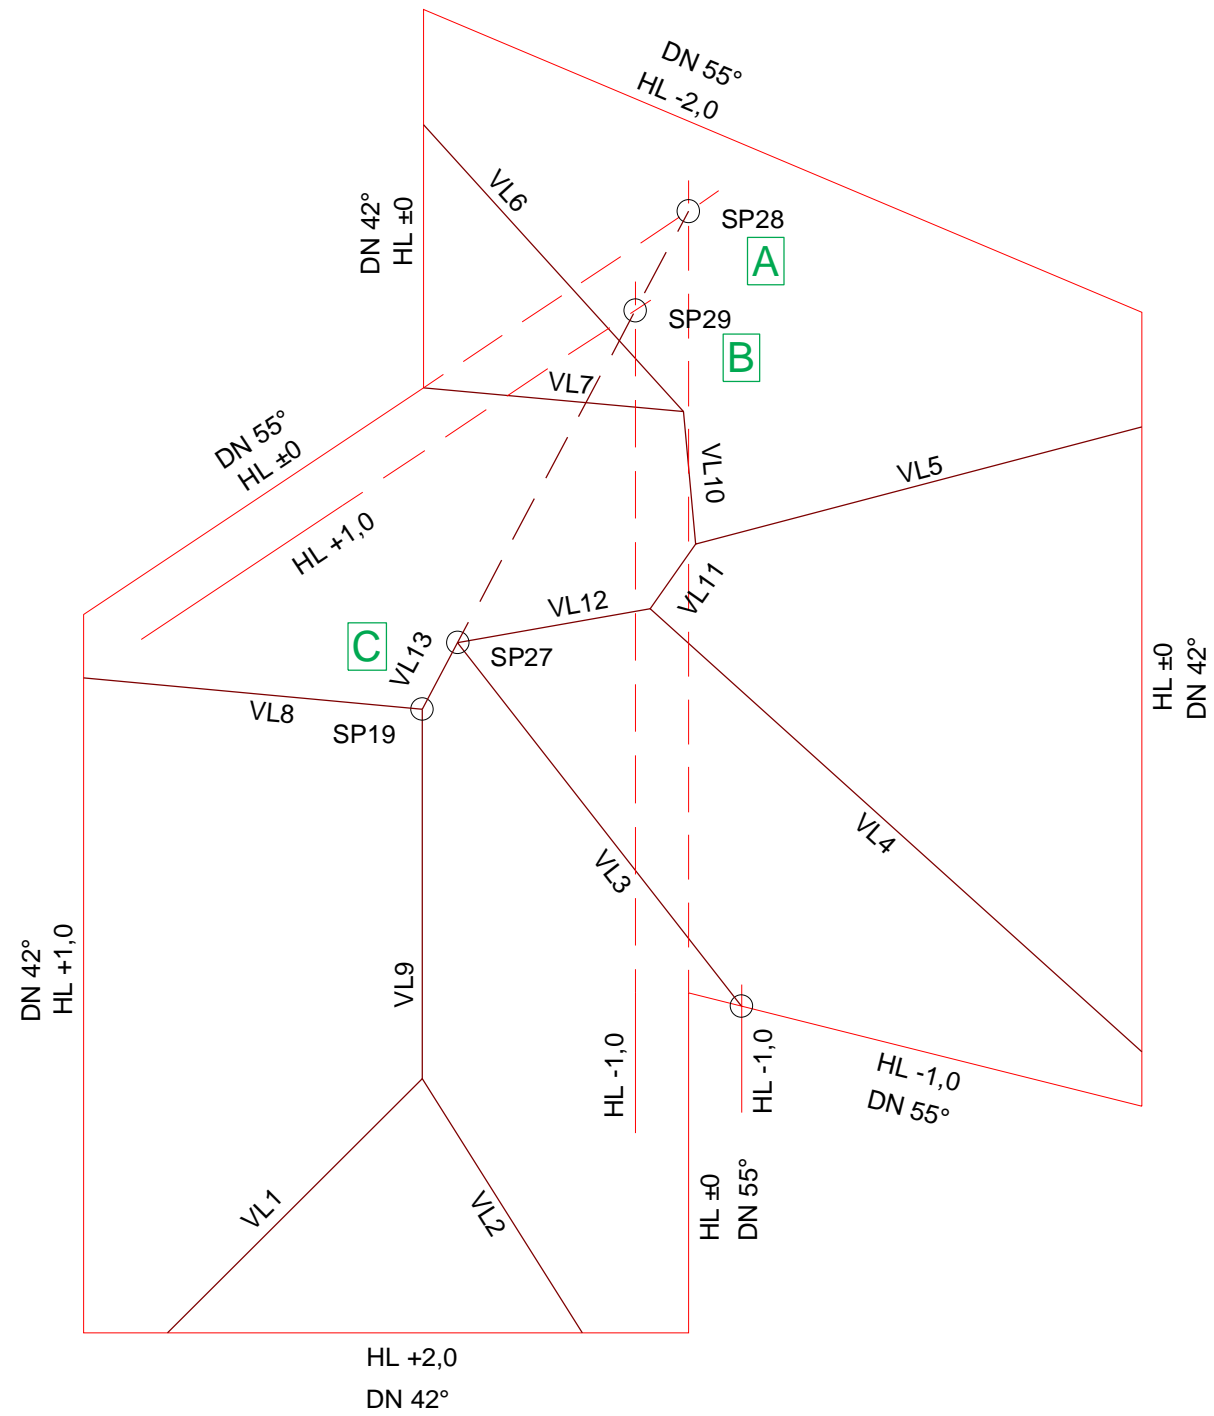 DN 55°
HL -2,0
VL6
DN 42°
HL ±0
SP28
A
SP29
B
VL7
DN 55°
HL ±0
VL10
VL5
HL +1,0
VL11
VL12
C
VL13
SP27
HL ±0
DN 42°
VL8
SP19
VL4
VL3
DN 42°
HL +1,0
VL9
HL -1,0
HL -1,0
HL -1,0
DN 55°
VL1
VL2
HL ±0
DN 55°
HL +2,0
DN 42°